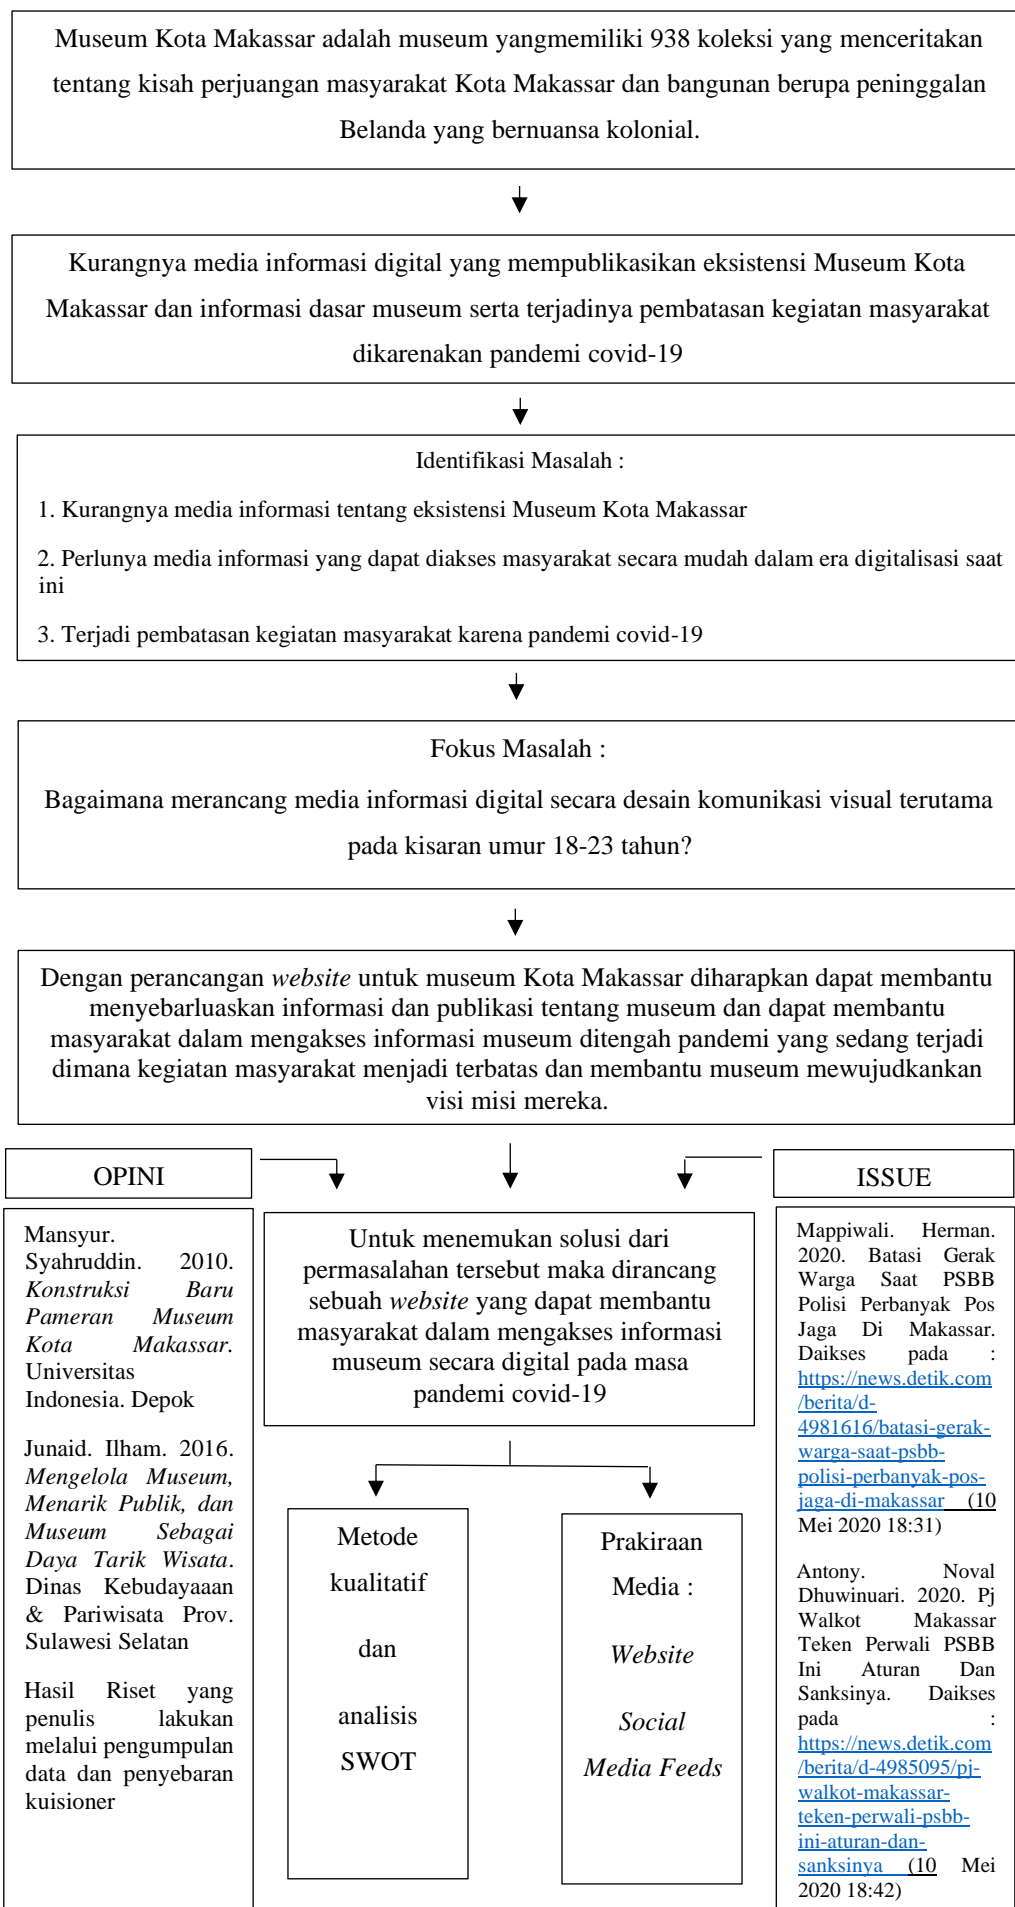 Museum Kota Makassar adalah museum yangmemiliki 938 koleksi yang menceritakan
tentang kisah perjuangan masyarakat Kota Makassar dan bangunan berupa peninggalan
Belanda yang bernuansa kolonial.
Kurangnya media informasi digital yang mempublikasikan eksistensi Museum Kota
Makassar dan informasi dasar museum serta terjadinya pembatasan kegiatan masyarakat
dikarenakan pandemi covid-19
Identifikasi Masalah :
1. Kurangnya media informasi tentang eksistensi Museum Kota Makassar
2. Perlunya media informasi yang dapat diakses masyarakat secara mudah dalam era digitalisasi saat
ini
3. Terjadi pembatasan kegiatan masyarakat karena pandemi covid-19
Fokus Masalah :
Bagaimana merancang media informasi digital secara desain komunikasi visual terutama
pada kisaran umur 18-23 tahun?
Dengan perancangan website untuk museum Kota Makassar diharapkan dapat membantu
menyebarluaskan informasi dan publikasi tentang museum dan dapat membantu
masyarakat dalam mengakses informasi museum ditengah pandemi yang sedang terjadi
dimana kegiatan masyarakat menjadi terbatas dan membantu museum mewujudkankan
visi misi mereka.
OPINI
Mansyur.
Syahruddin. 2010.
Konstruksi Baru
Pameran Museum
Kota Makassar.
Universitas
Indonesia. Depok
Junaid. Ilham. 2016.
Mengelola Museum,
Menarik Publik, dan
Museum Sebagai
Daya Tarik Wisata.
Dinas Kebudayaaan
& Pariwisata Prov.
Sulawesi Selatan
Hasil Riset yang
penulis lakukan
melalui pengumpulan
data dan penyebaran
kuisioner
Untuk menemukan solusi dari
permasalahan tersebut maka dirancang
sebuah website yang dapat membantu
masyarakat dalam mengakses informasi
museum secara digital pada masa
pandemi covid-19
Metode
kualitatif
dan
analisis
SWOT
Prakiraan
Media :
Website
Social
Media Feeds
ISSUE
Mappiwali. Herman.
2020. Batasi Gerak
Warga Saat PSBB
Polisi Perbanyak Pos
Jaga Di Makassar.
Daikses pada :
https://news.detik.com
/berita/d-
4981616/batasi-gerak-
warga-saat-psbb-
polisi-perbanyak-pos-
jaga-di-makassar (10
Mei 2020 18:31)
Antony. Noval
Dhuwinuari. 2020. Pj
Walkot Makassar
Teken Perwali PSBB
Ini Aturan Dan
Sanksinya. Daikses
pada :
https://news.detik.com
/berita/d-4985095/pj-
walkot-makassar-
teken-perwali-psbb-
ini-aturan-dan-
sanksinya (10 Mei
2020 18:42)